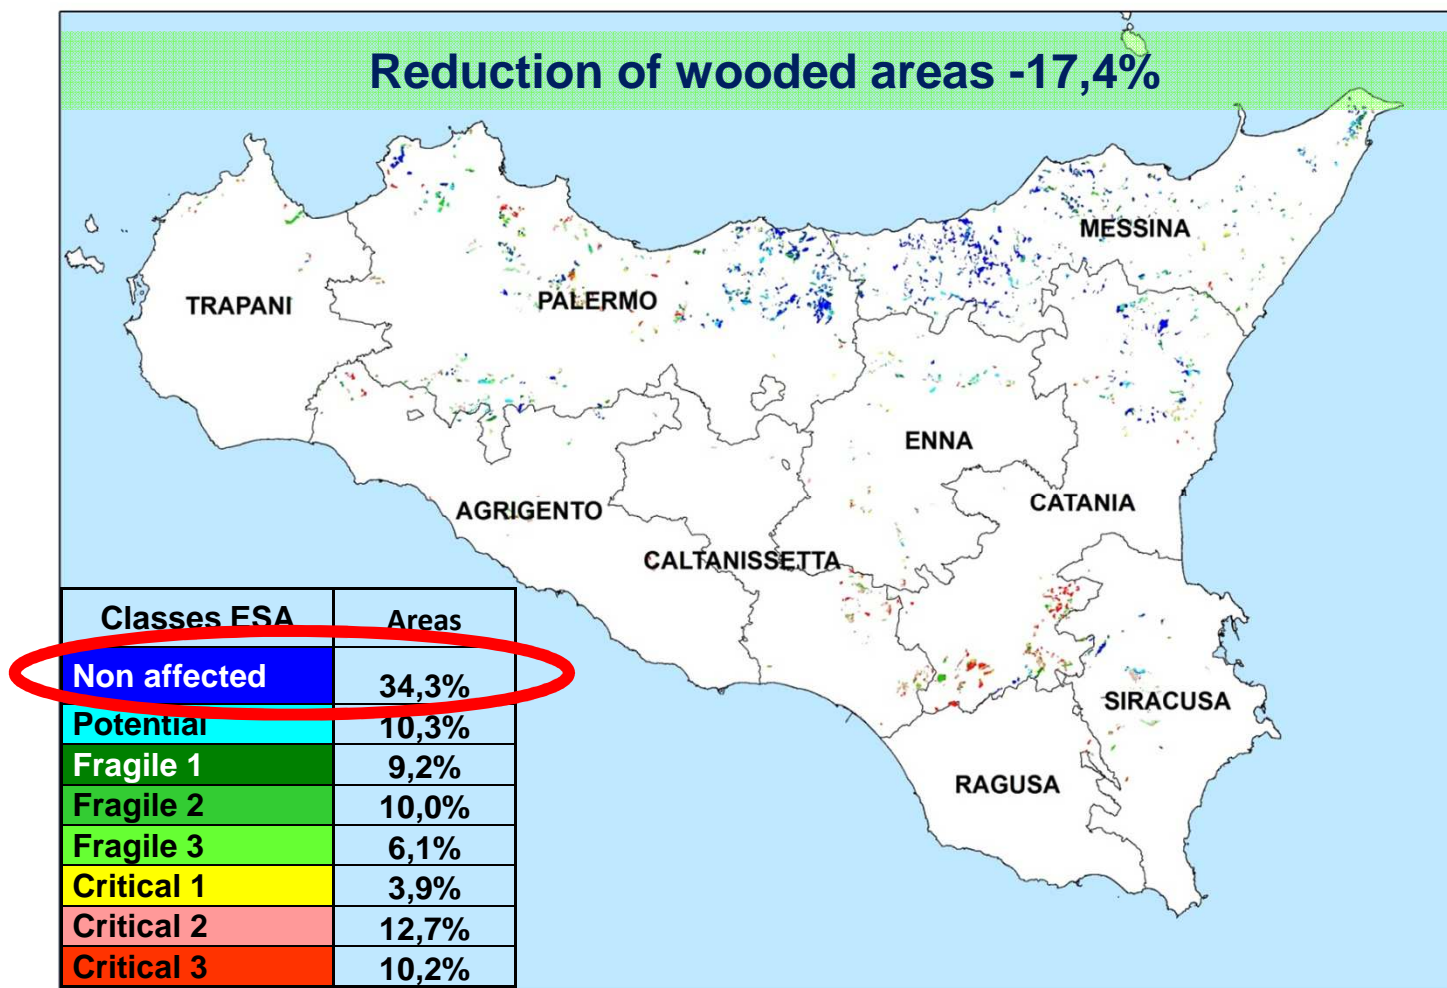 Reduction of wooded areas -17,4%
MESSINA
PALERMO
TRAPANI
ENNA
CATANIA
AGRIGENTO
CALTANISSETTA
SIRACUSA
RAGUSA
Classes ESA Areas
Non affected 34,3%
Potential 10,3%
Fragile 1 9,2%
Fragile 2 10,0%
Fragile 3 6,1%
Critical 1 3,9%
Critical 2 12,7%
Critical 3 10,2%